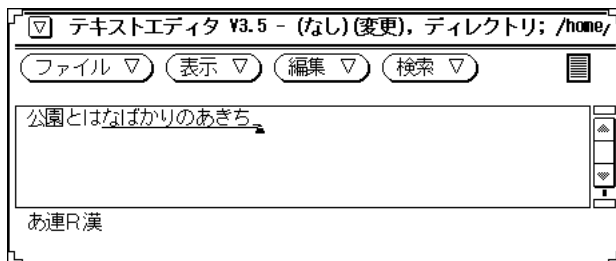 テキストエディタ V3.5 - (なし)(変更), ディレクトリ; /home/
ファイル 表示 編集 検索
公園とはなばかりのあきち
あ連R漢